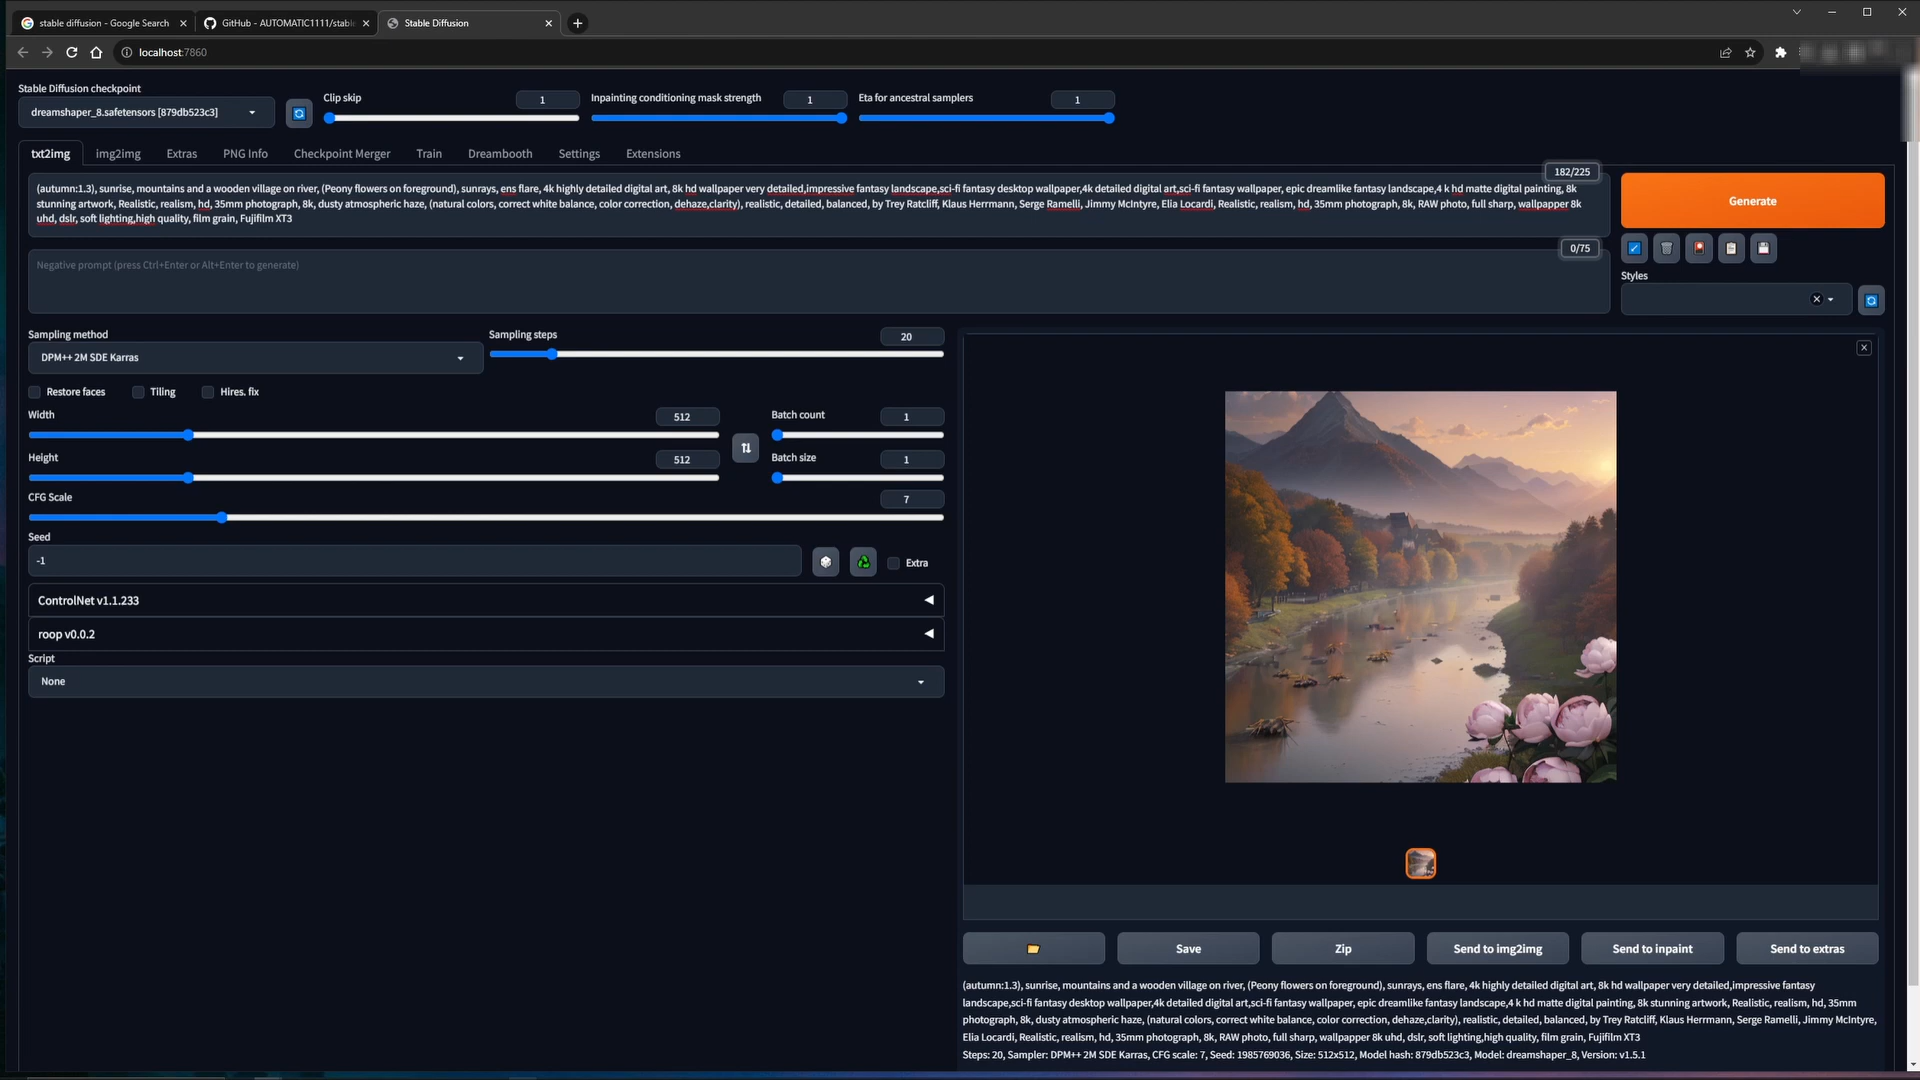 stable diffusion - Google Search
GitHub - AUTOMATIC1111/stabl
Stable Diffusion
localhost:7860
Stable Diffusion checkpoint
dreamshaper_8.safetensors [879db523c3]
Clip skip
1
Inpainting conditioning mask strength
1
Eta for ancestral samplers
1
txt2img
img2img
Extras
PNG Info
Checkpoint Merger
Train
Dreambooth
Settings
Extensions
182/225
(autumn:1.3), sunrise, mountains and a wooden village on river, (Peony flowers on foreground), sunrays, ens flare, 4k highly detailed digital art, 8k hd wallpaper very detailed,impressive fantasy landscape,sci-fi fantasy desktop wallpaper,4k detailed digital art,sci-fi fantasy wallpaper, epic dreamlike fantasy landscape,4 k hd matte digital painting, 8k
stunning artwork, Realistic, realism, hd, 35mm photograph, 8k, dusty atmospheric haze, (natural colors, correct white balance, color correction, dehaze,clarity), realistic, detailed, balanced, by Trey Ratcliff, Klaus Herrmann, Serge Ramelli, Jimmy McIntyre, Elia Locardi, Realistic, realism, hd, 35mm photograph, 8k, RAW photo, full sharp, wallpapper 8k
uhd, dslr, soft lighting,high quality, film grain, Fujifilm XT3
Generate
0/75
Negative prompt (press Ctrl+Enter or Alt+Enter to generate)
Styles
Sampling method
DPM++ 2M SDE Karras
Sampling steps
20
Restore faces
Tiling
Hires. fix
Width
512
Batch count
1
Height
512
Batch size
1
CFG Scale
7
Seed
-1
Extra
ControlNet v1.1.233
roop v0.0.2
Script
None
Save
Zip
Send to img2img
Send to inpaint
Send to extras
(autumn:1.3), sunrise, mountains and a wooden village on river, (Peony flowers on foreground), sunrays, ens flare, 4k highly detailed digital art, 8k hd wallpaper very detailed,impressive fantasy
landscape,sci-fi fantasy desktop wallpaper,4k detailed digital art,sci-fi fantasy wallpaper, epic dreamlike fantasy landscape,4 k hd matte digital painting, 8k stunning artwork, Realistic, realism, hd, 35mm
photograph, 8k, dusty atmospheric haze, (natural colors, correct white balance, color correction, dehaze,clarity), realistic, detailed, balanced, by Trey Ratcliff, Klaus Herrmann, Serge Ramelli, Jimmy McIntyre,
Elia Locardi, Realistic, realism, hd, 35mm photograph, 8k, RAW photo, full sharp, wallpapper 8k uhd, dslr, soft lighting,high quality, film grain, Fujifilm XT3
Steps: 20, Sampler: DPM++ 2M SDE Karras, CFG scale: 7, Seed: 1985769036, Size: 512x512, Model hash: 879db523c3, Model: dreamshaper_8, Version: v1.5.1